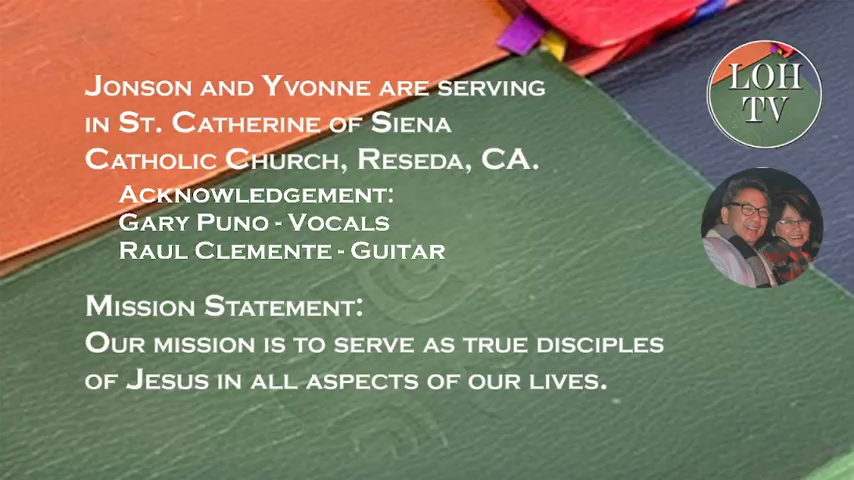 Jonson and Yvonne are serving
in St. Catherine of Siena
Catholic Church, Reseda, CA.
Acknowledgement:
Gary Puno - Vocals
Raul Clemente - Guitar
Mission Statement:
Our mission is to serve as true disciples
of Jesus in all aspects of our lives.
LOH
TV